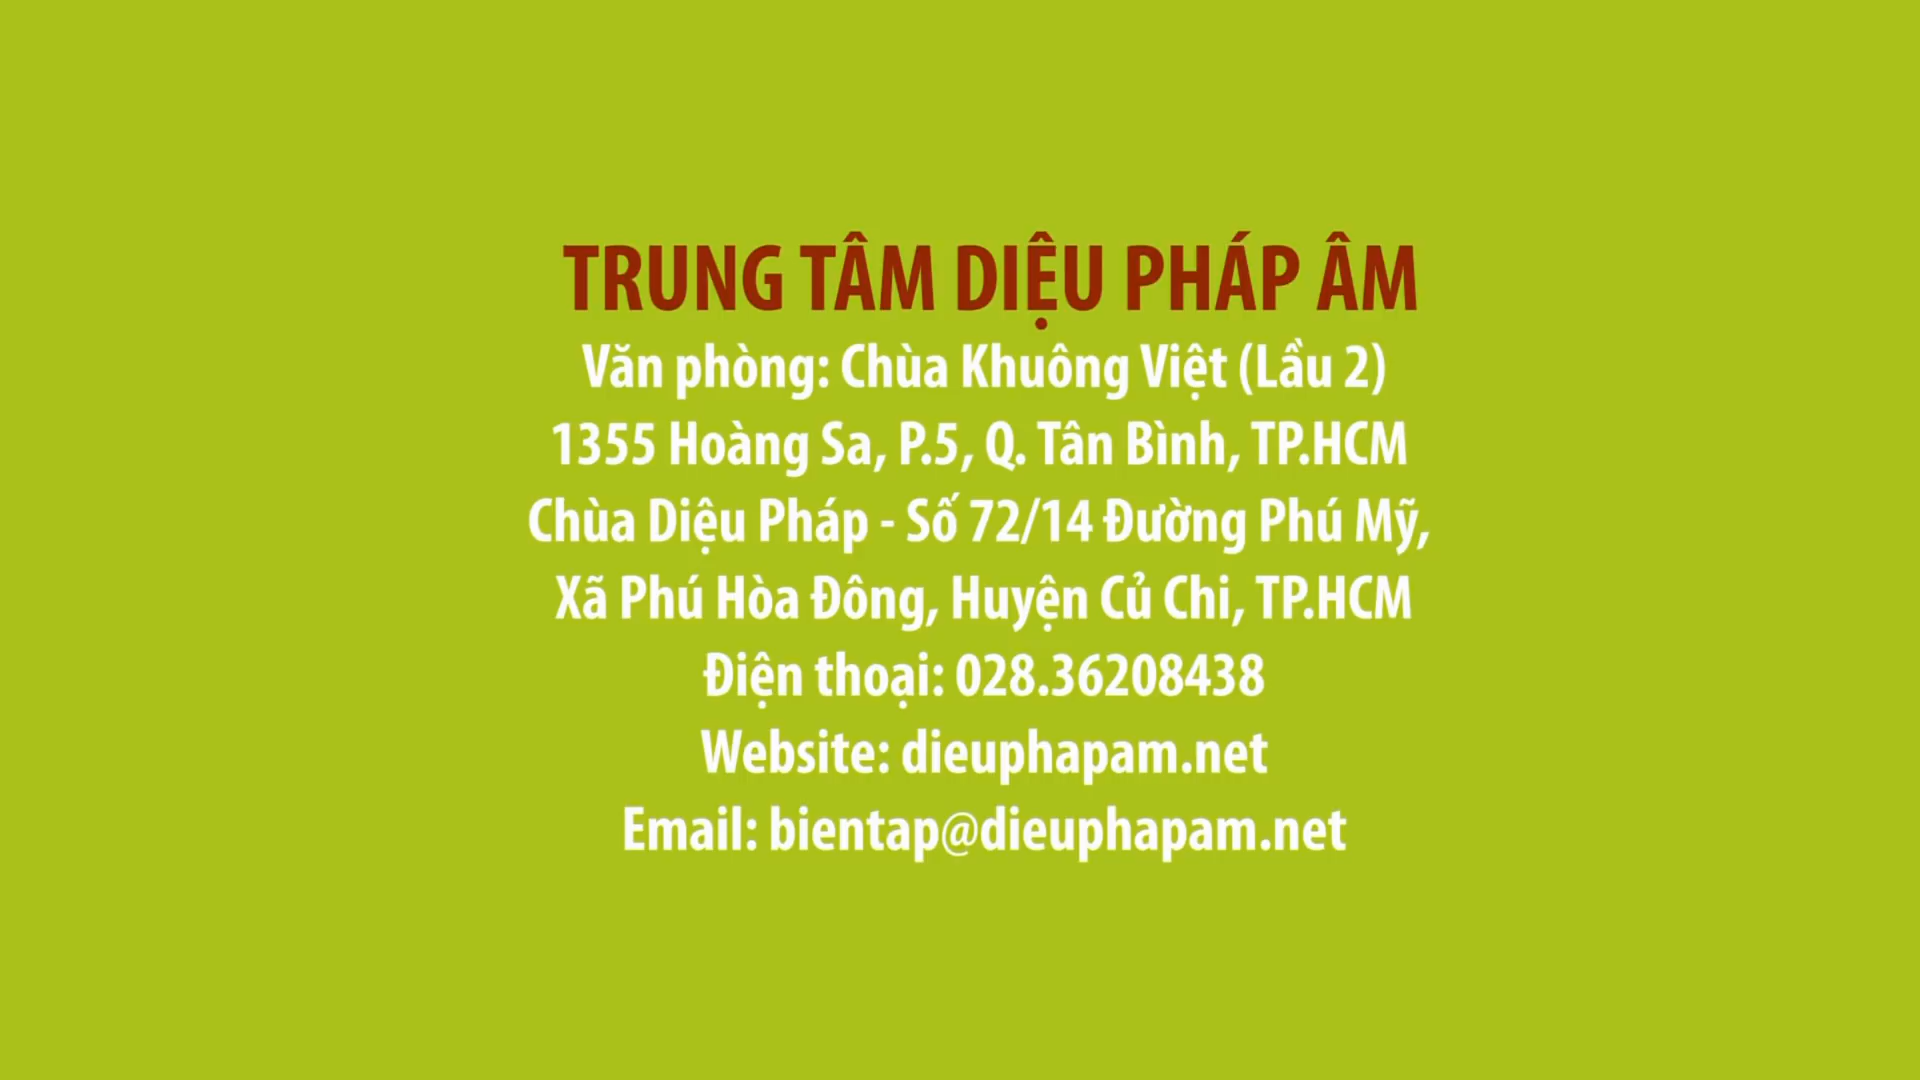 TRUNG TÂM DIỆU PHÁP ÂM
Văn phòng: Chùa Khuông Việt (Lầu 2)
1355 Hoàng Sa, P.5, Q. Tân Bình, TP.HCM
Chùa Diệu Pháp - Số 72/14 Đường Phú Mỹ,
Xã Phú Hòa Đông, Huyện Củ Chi, TP.HCM
Điện thoại: 028.36208438
Website: dieuphapam.net
Email: bientap@dieuphapam.net